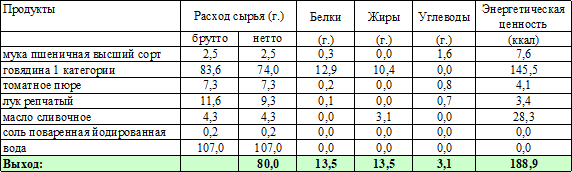 Продукты Расход сырья (г.) Белки Жиры Углеводы Энергетическая ценность
брутто нетто (г.) (г.) (г.) (ккал)
мука пшеничная высший сорт 2,5 2,5 0,3 0,0 1,6 7,6
говядина 1 категории 83,6 74,0 12,9 10,4 0,0 145,5
томатное пюре 7,3 7,3 0,2 0,0 0,8 4,1
лук репчатый 11,6 9,3 0,1 0,0 0,7 3,4
масло сливочное 4,3 4,3 0,0 3,1 0,0 28,3
соль поваренная йодированная 0,2 0,2 0,0 0,0 0,0 0,0
вода 107,0 107,0 0,0 0,0 0,0 0,0
Выход: 80,0 13,5 13,5 3,1 188,9